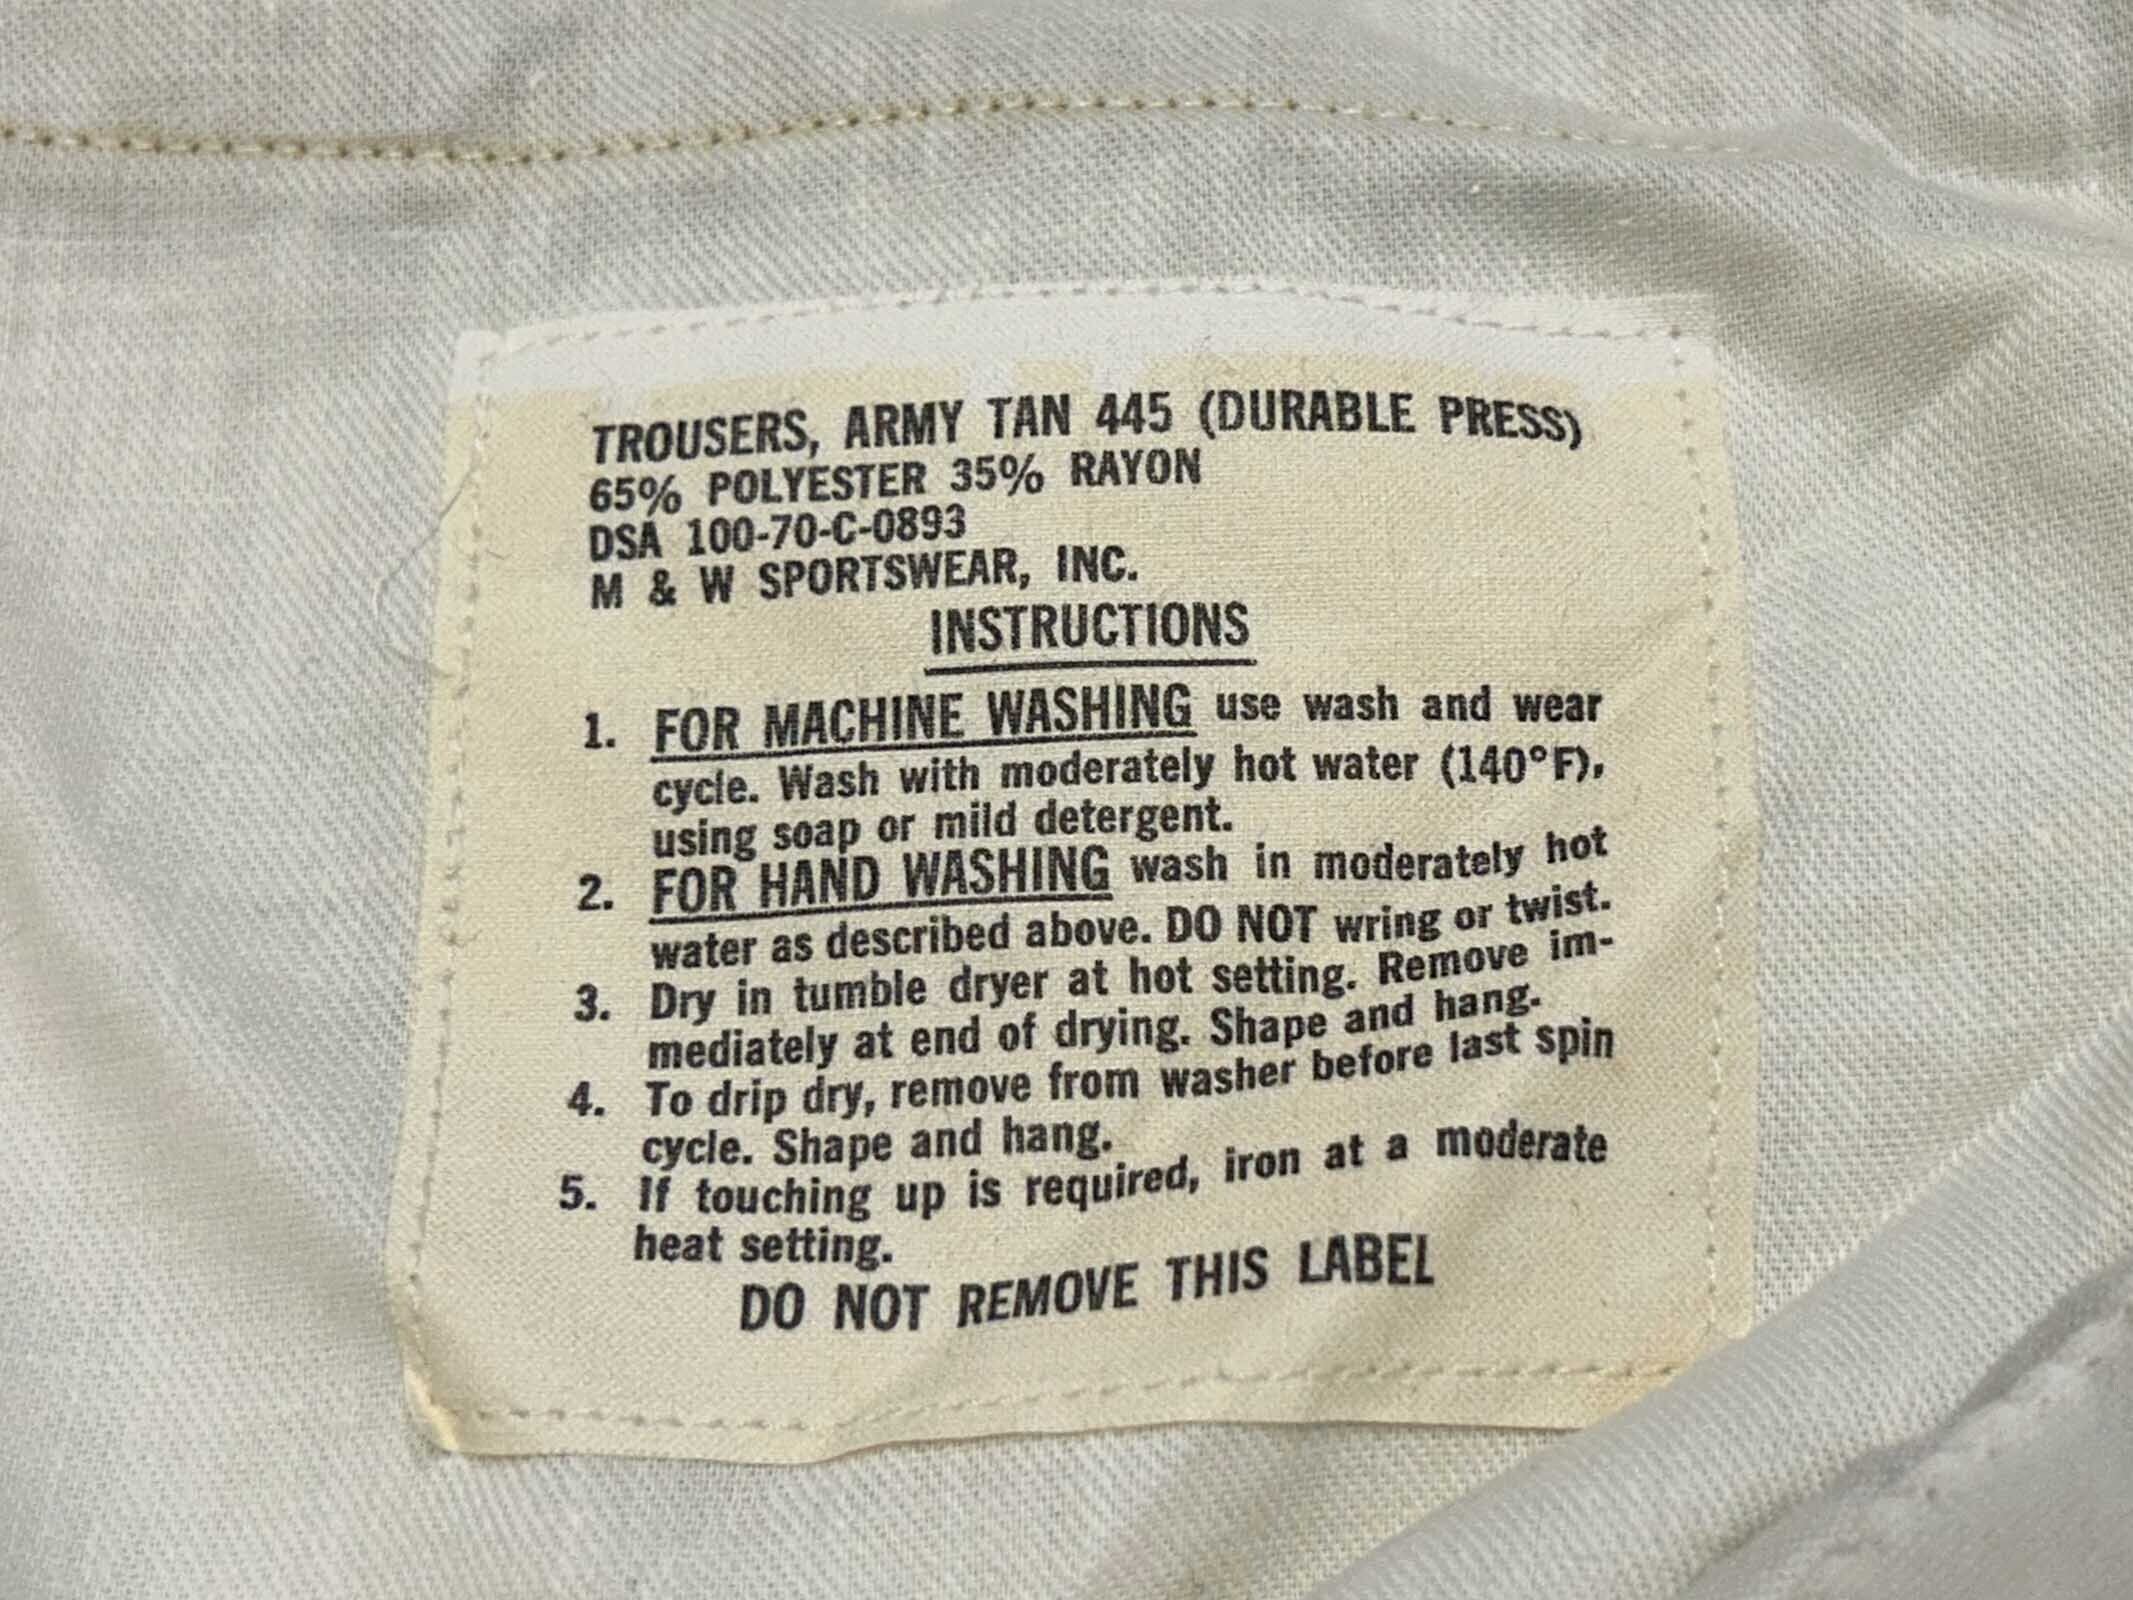 TROUSERS, ARMY TAN 445 (DURABLE PRESS)
65% POLYESTER 35% RAYON
DSA 100-70-C-0893
M & W SPORTSWEAR, INC.
INSTRUCTIONS
1. FOR MACHINE WASHING use wash and wear
cycle. Wash with moderately hot water (140°F),
using soap or mild detergent.
2. FOR HAND WASHING wash in moderately hot
water as described above. DO NOT wring or twist.
3. Dry in tumble dryer at hot setting. Remove im-
mediately at end of drying. Shape and hang.
4. To drip dry, remove from washer before last spin
cycle. Shape and hang.
5. If touching up is required, iron at a moderate
heat setting.
DO NOT REMOVE THIS LABEL